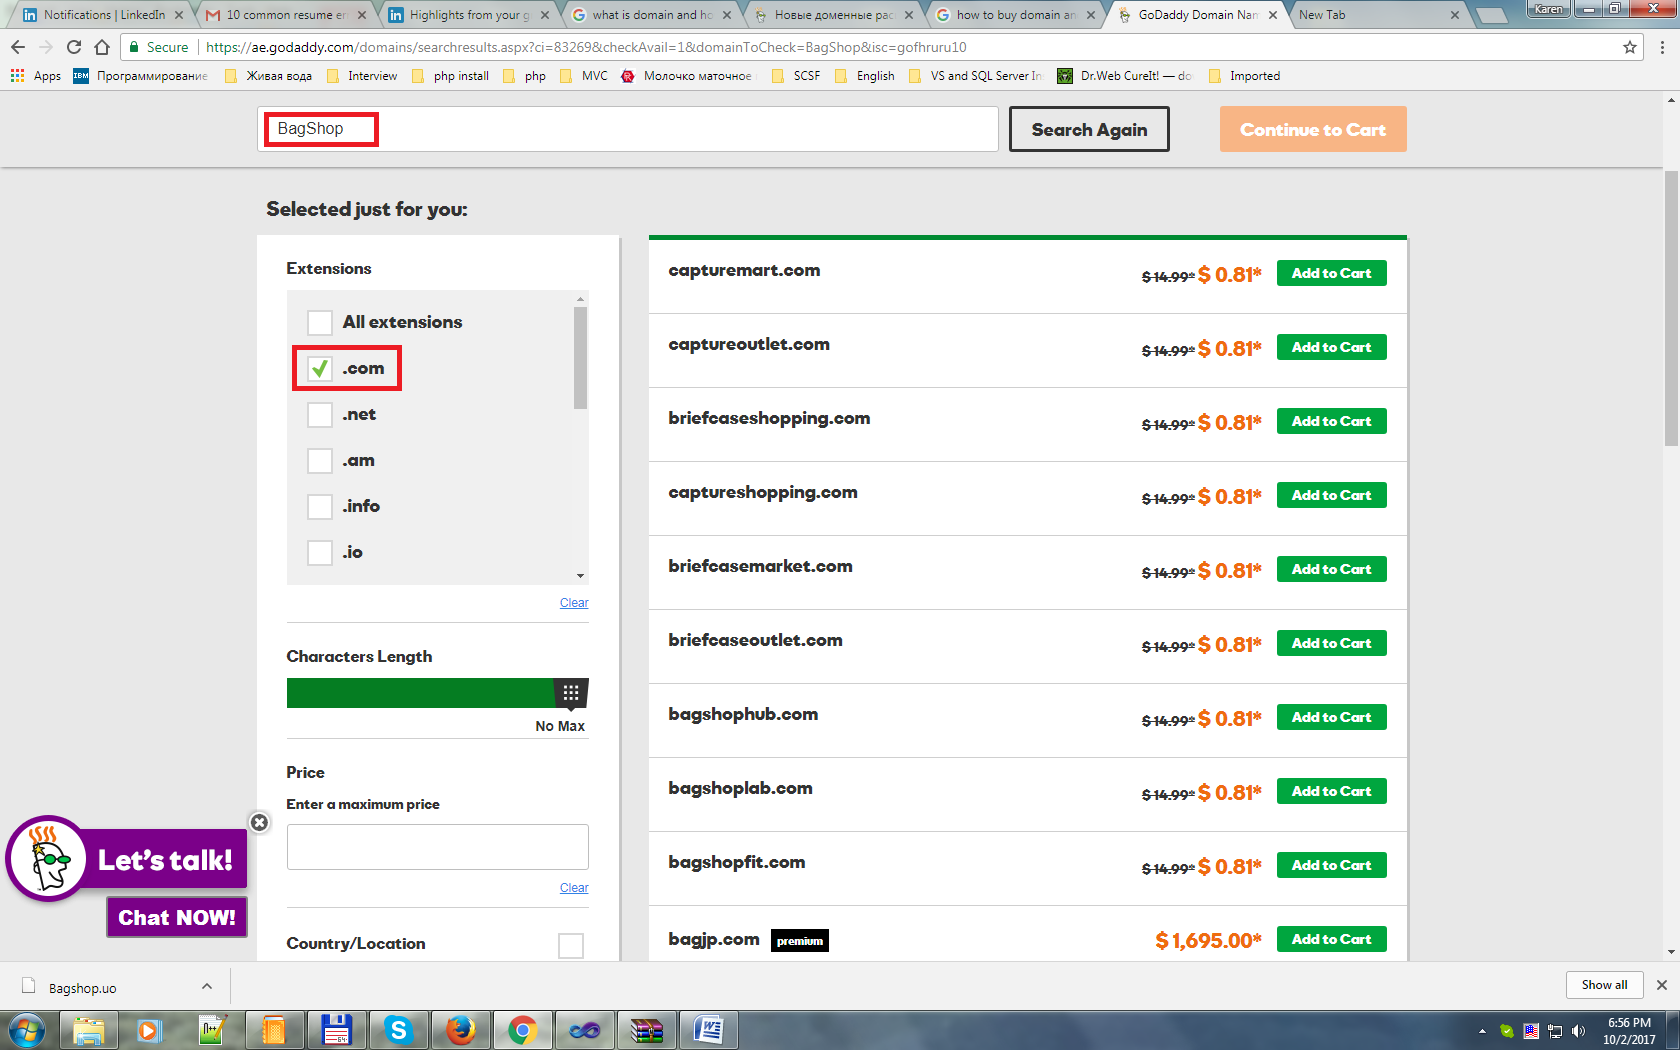 Notifications | LinkedIn
10 common resume er
Highlights from your g
what is domain and ho
Новые доменные рас
how to buy domain an
GoDaddy Domain Nam
New Tab
Karen
Secure
https://ae.godaddy.com/domains/searchresults.aspx?ci=83269&checkAvail=1&domainToCheck=BagShop&isc=gofhruru10
Apps
IBM
Программирование
Живая вода
Interview
php install
php
MVC
Молочко маточное
SCSF
English
VS and SQL Server In
Dr.Web CureIt! — do
Imported
BagShop
Search Again
Continue to Cart
Selected just for you:
Extensions
All extensions
.com
.net
.am
.info
.io
Clear
Characters Length
No Max
Price
Enter a maximum price
Clear
Country/Location
capturemart.com $ 14.99* $ 0.81* Add to Cart
captureoutlet.com $ 14.99* $ 0.81* Add to Cart
briefcaseshopping.com $ 14.99* $ 0.81* Add to Cart
captureshopping.com $ 14.99* $ 0.81* Add to Cart
briefcasemarket.com $ 14.99* $ 0.81* Add to Cart
briefcaseoutlet.com $ 14.99* $ 0.81* Add to Cart
bagshophub.com $ 14.99* $ 0.81* Add to Cart
bagshoplab.com $ 14.99* $ 0.81* Add to Cart
bagshopfit.com $ 14.99* $ 0.81* Add to Cart
bagjp.com premium $ 1,695.00* Add to Cart
Let's talk!
Chat NOW!
Bagshop.uo
Show all
6:56 PM
10/2/2017